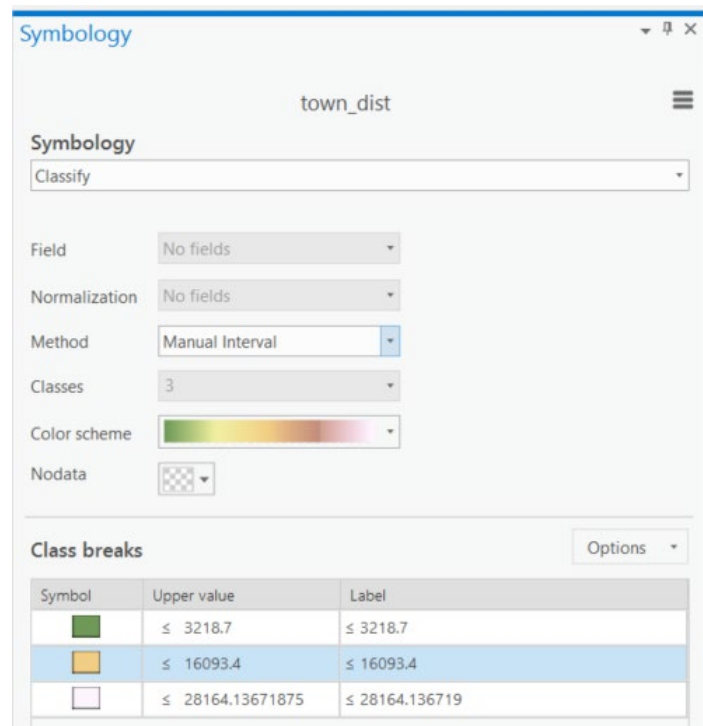 Symbology
town_dist
Symbology
Classify
Field No fields
Normalization No fields
Method Manual Interval
Classes 3
Color scheme
Nodata
Class breaks Options
Symbol Upper value Label
≤ 3218.7 ≤ 3218.7
≤ 16093.4 ≤ 16093.4
≤ 28164.13671875 ≤ 28164.136719